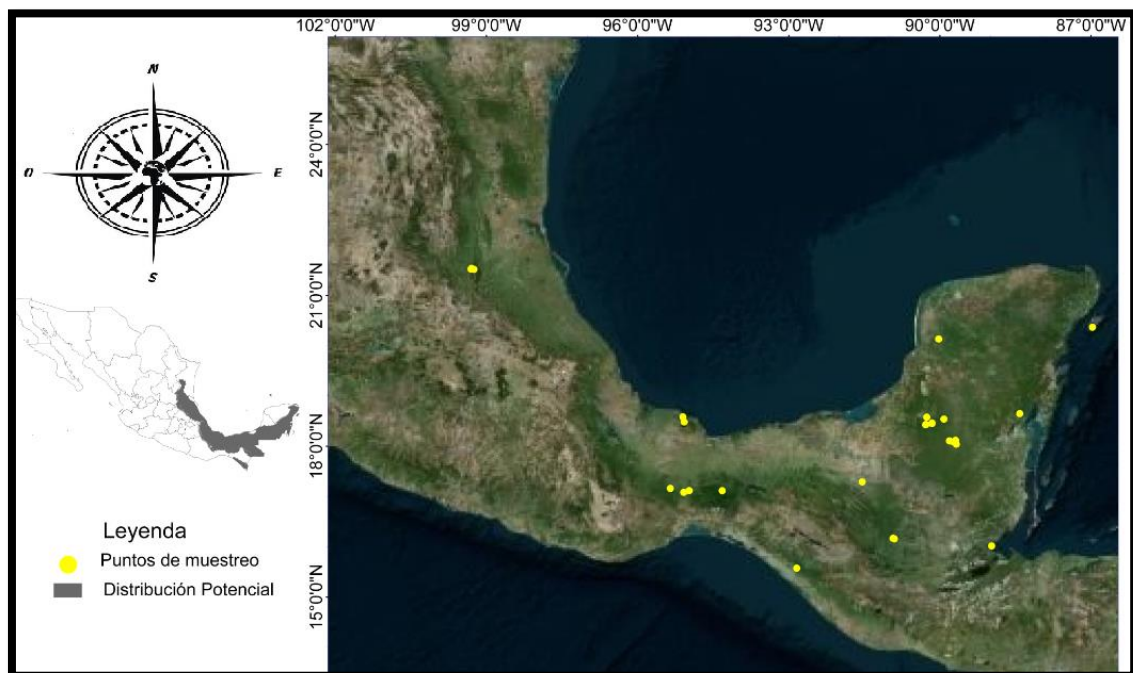 102°0'0"W 99°0'0"W 96°0'0"W 93°0'0"W 90°0'0"W 87°0'0"W
N
O E
S
24°0'0"N
21°0'0"N
18°0'0"N
15°0'0"N
Leyenda
Puntos de muestreo
Distribución Potencial